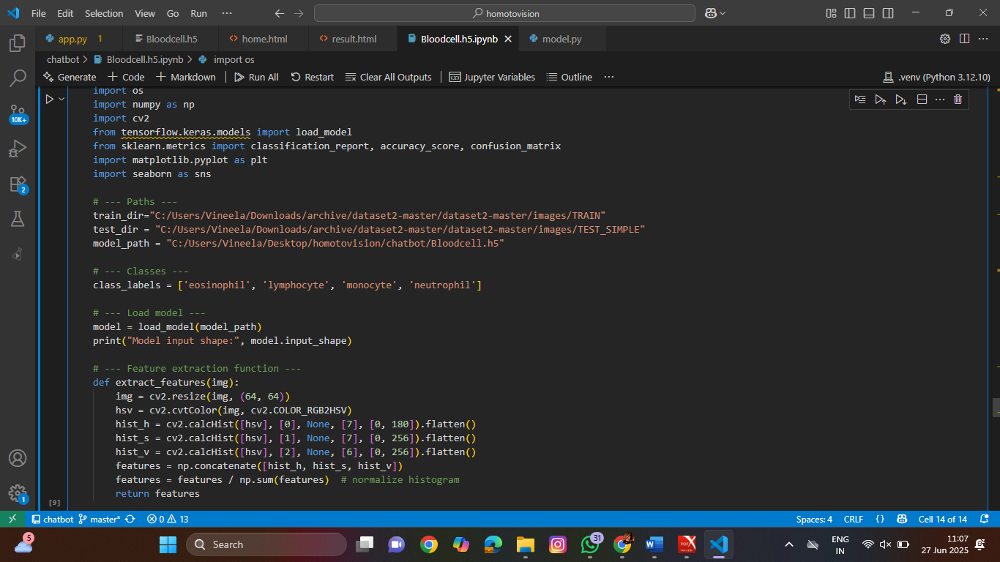 File Edit Selection View Go Run ··· homotovision
app.py 1 Bloodcell.h5 home.html result.html Bloodcell.h5.ipynb model.py
chatbot > Bloodcell.h5.ipynb > import os
Generate + Code + Markdown Run All Restart Clear All Outputs Jupyter Variables Outline ··· .venv (Python 3.12.10)
import os
import numpy as np
import cv2
from tensorflow.keras.models import load_model
from sklearn.metrics import classification_report, accuracy_score, confusion_matrix
import matplotlib.pyplot as plt
import seaborn as sns
# --- Paths ---
train_dir="C:/Users/Vineela/Downloads/archive/dataset2-master/dataset2-master/images/TRAIN"
test_dir = "C:/Users/Vineela/Downloads/archive/dataset2-master/dataset2-master/images/TEST_SIMPLE"
model_path = "C:/Users/Vineela/Desktop/homotovision/chatbot/Bloodcell.h5"
# --- Classes ---
class_labels = ['eosinophil', 'lymphocyte', 'monocyte', 'neutrophil']
# --- Load model ---
model = load_model(model_path)
print("Model input shape:", model.input_shape)
# --- Feature extraction function ---
def extract_features(img):
img = cv2.resize(img, (64, 64))
hsv = cv2.cvtColor(img, cv2.COLOR_RGB2HSV)
hist_h = cv2.calcHist([hsv], [0], None, [7], [0, 180]).flatten()
hist_s = cv2.calcHist([hsv], [1], None, [7], [0, 256]).flatten()
hist_v = cv2.calcHist([hsv], [2], None, [6], [0, 256]).flatten()
features = np.concatenate([hist_h, hist_s, hist_v])
features = features / np.sum(features)  # normalize histogram
return features
[9]
10K+
2
1
chatbot master* 0 13 Spaces: 4 CRLF {} Cell 14 of 14
5 Search 31 PDF ENG IN 11:07 27 Jun 2025